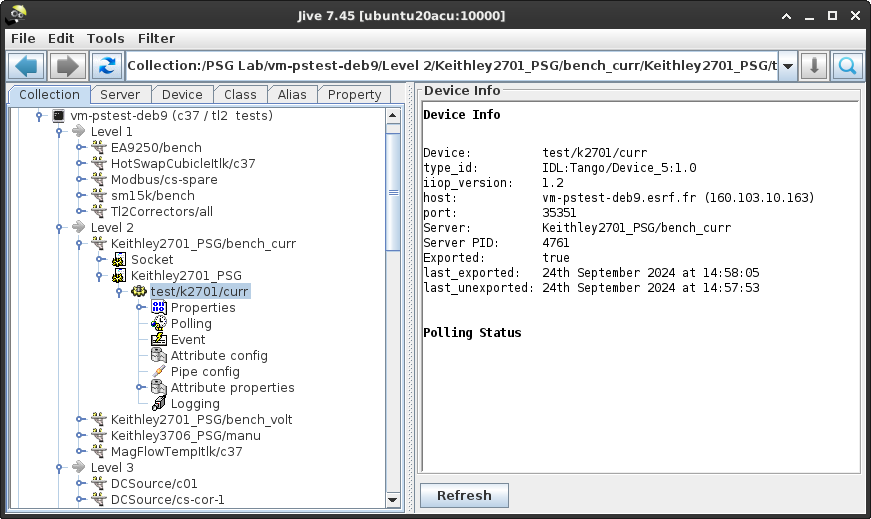 Jive 7.45 [ubuntu20acu:10000]
File Edit Tools Filter
Collection:/PSG Lab/vm-pstest-deb9/Level 2/Keithley2701_PSG/bench_curr/Keithley2701_PSG/t
Collection Server Device Class Alias Property
vm-pstest-deb9 (c37 / tl2 tests)
Level 1
EA9250/bench
HotSwapCubicleItlk/c37
Modbus/cs-spare
sm15k/bench
Tl2Correctors/all
Level 2
Keithley2701_PSG/bench_curr
Socket
Keithley2701_PSG
test/k2701/curr
Properties
Polling
Event
Attribute config
Pipe config
Attribute properties
Logging
Keithley2701_PSG/bench_volt
Keithley3706_PSG/manu
MagFlowTempItlk/c37
Level 3
DCSource/c01
DCSource/cs-cor-1
Device Info
Device Info
Device: test/k2701/curr
type_id: IDL:Tango/Device_5:1.0
iiop_version: 1.2
host: vm-pstest-deb9.esrf.fr (160.103.10.163)
port: 35351
Server: Keithley2701_PSG/bench_curr
Server PID: 4761
Exported: true
last_exported: 24th September 2024 at 14:58:05
last_unexported: 24th September 2024 at 14:57:53
Polling Status
Refresh